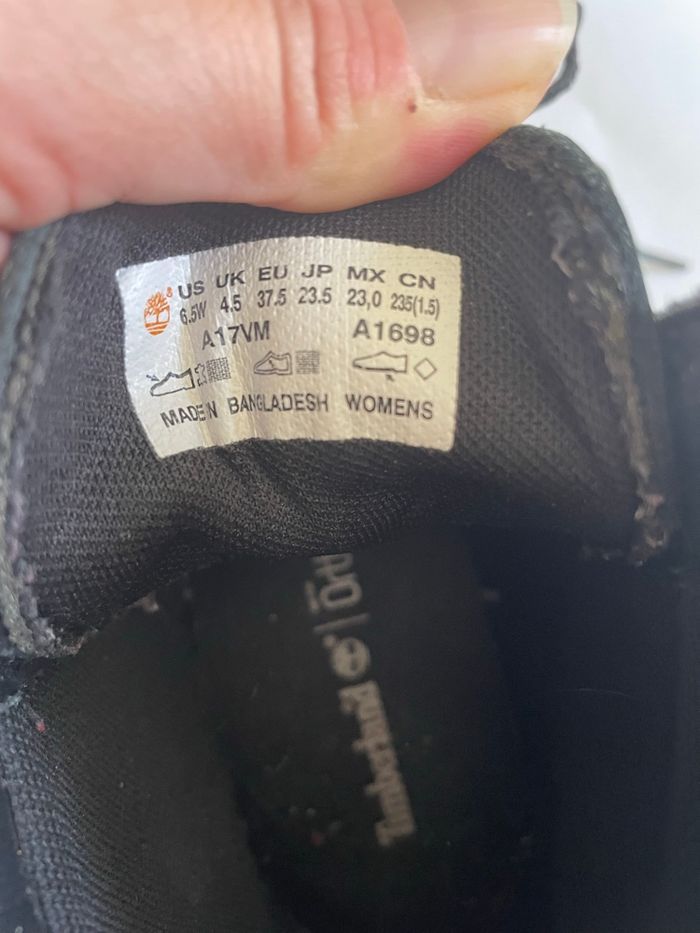 ® US UK EU JP MX CN
6.5W 4.5 37.5 23.5 23,0 235(1.5)
A17VM A1698
MADE IN BANGLADESH WOMENS
Timberland